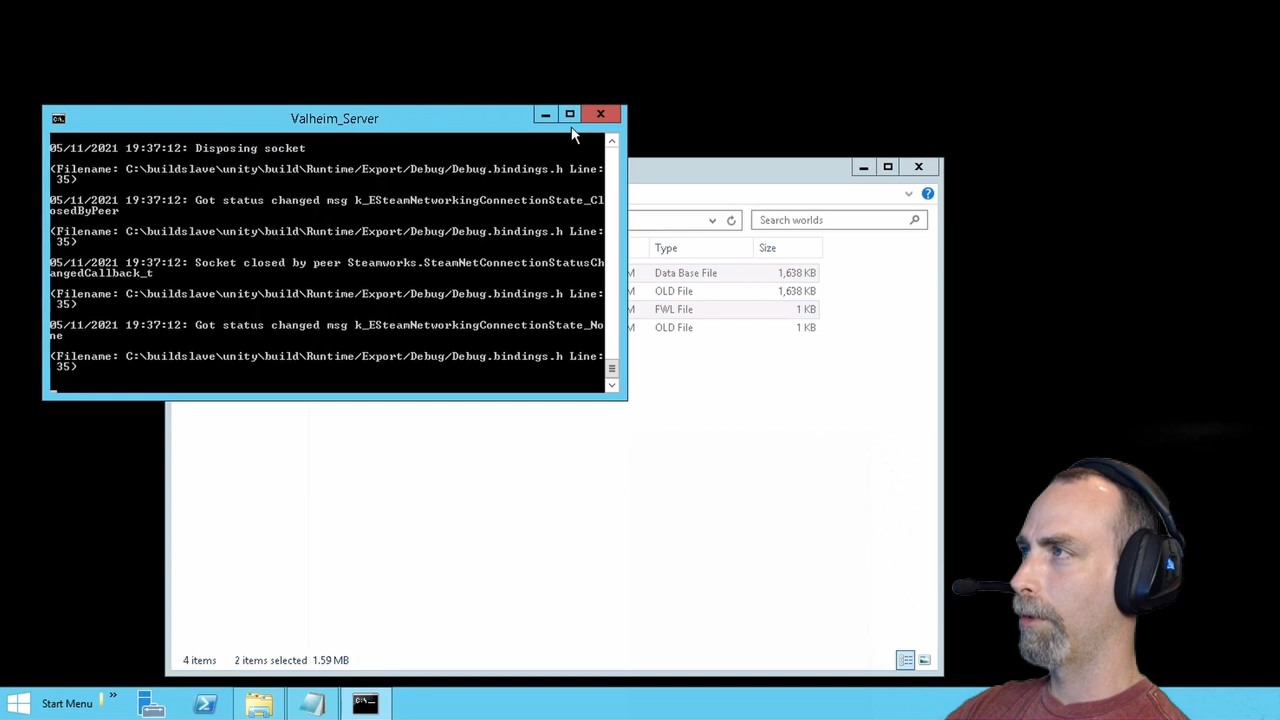 Valheim_Server
05/11/2021 19:37:12: Disposing socket
(Filename: C:\buildslave\unity\build\Runtime/Export/Debug/Debug.bindings.h Line:
35)
05/11/2021 19:37:12: Got status changed msg k_ESteamNetworkingConnectionState_Cl
osedByPeer
(Filename: C:\buildslave\unity\build\Runtime/Export/Debug/Debug.bindings.h Line:
35)
05/11/2021 19:37:12: Socket closed by peer Steamworks.SteamNetConnectionStatusCh
angedCallback_t
(Filename: C:\buildslave\unity\build\Runtime/Export/Debug/Debug.bindings.h Line:
35)
05/11/2021 19:37:12: Got status changed msg k_ESteamNetworkingConnectionState_No
ne
(Filename: C:\buildslave\unity\build\Runtime/Export/Debug/Debug.bindings.h Line:
35)
Search worlds
Type Size
M Data Base File 1,638 KB
M OLD File 1,638 KB
M FWL File 1 KB
M OLD File 1 KB
4 items 2 items selected 1.59 MB
Start Menu